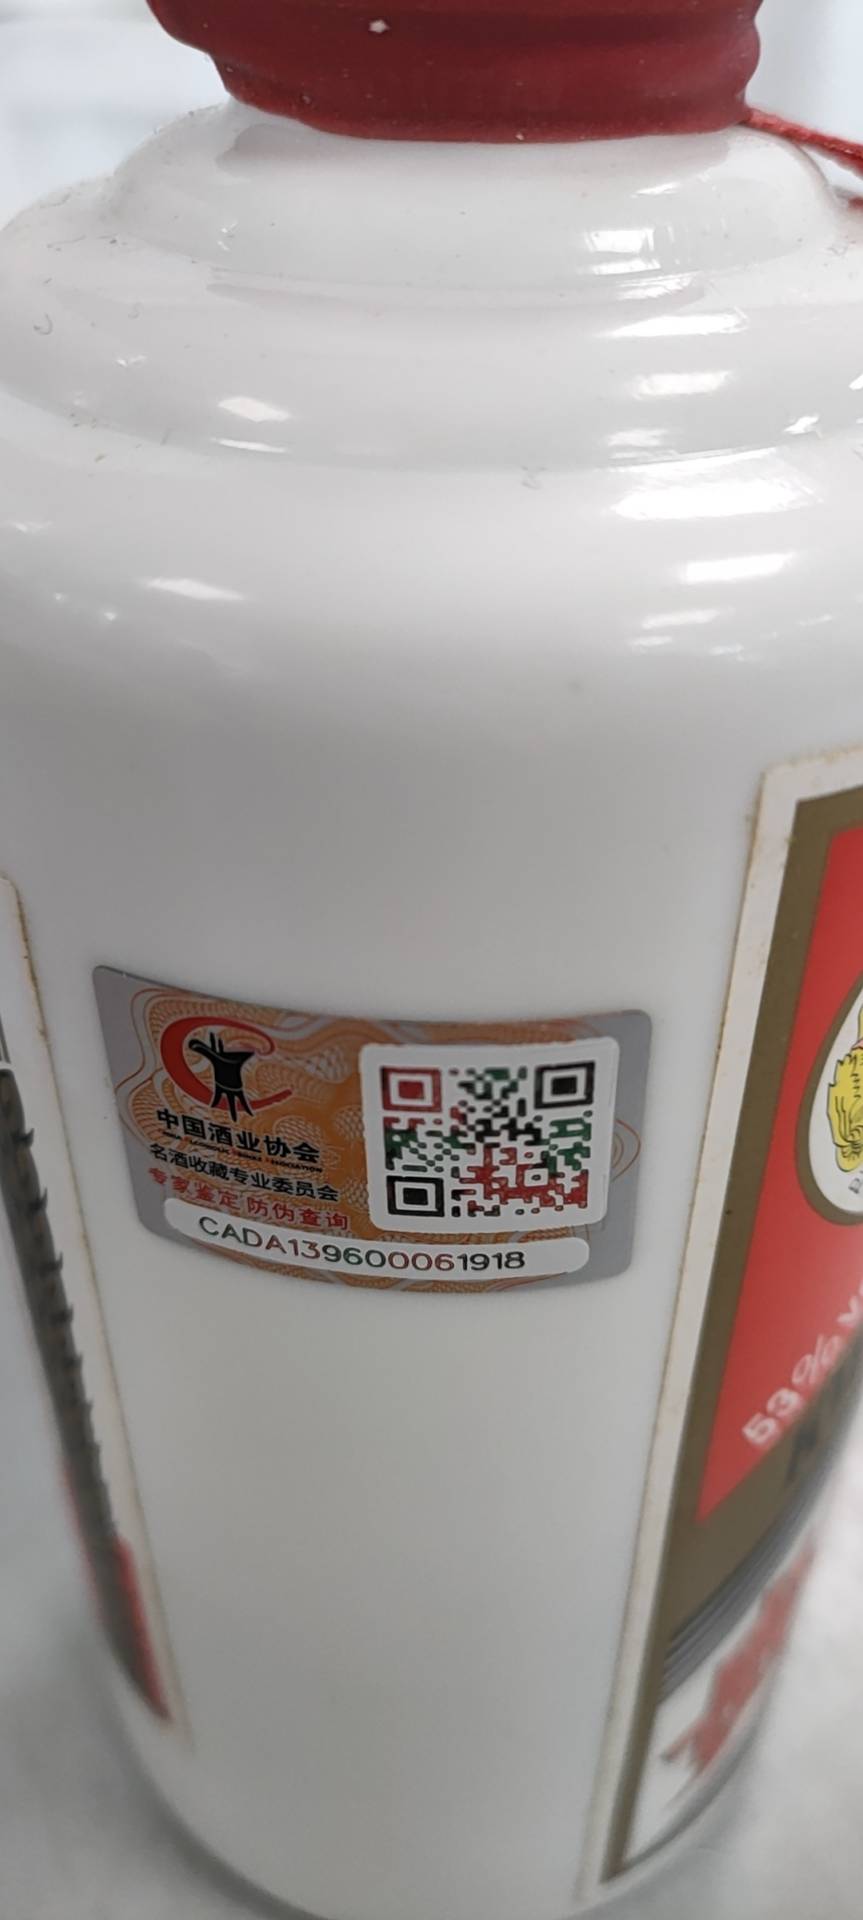 中国酒业协会
名酒收藏专业委员会
专家鉴定 防伪查询
CADA139600061918
53%